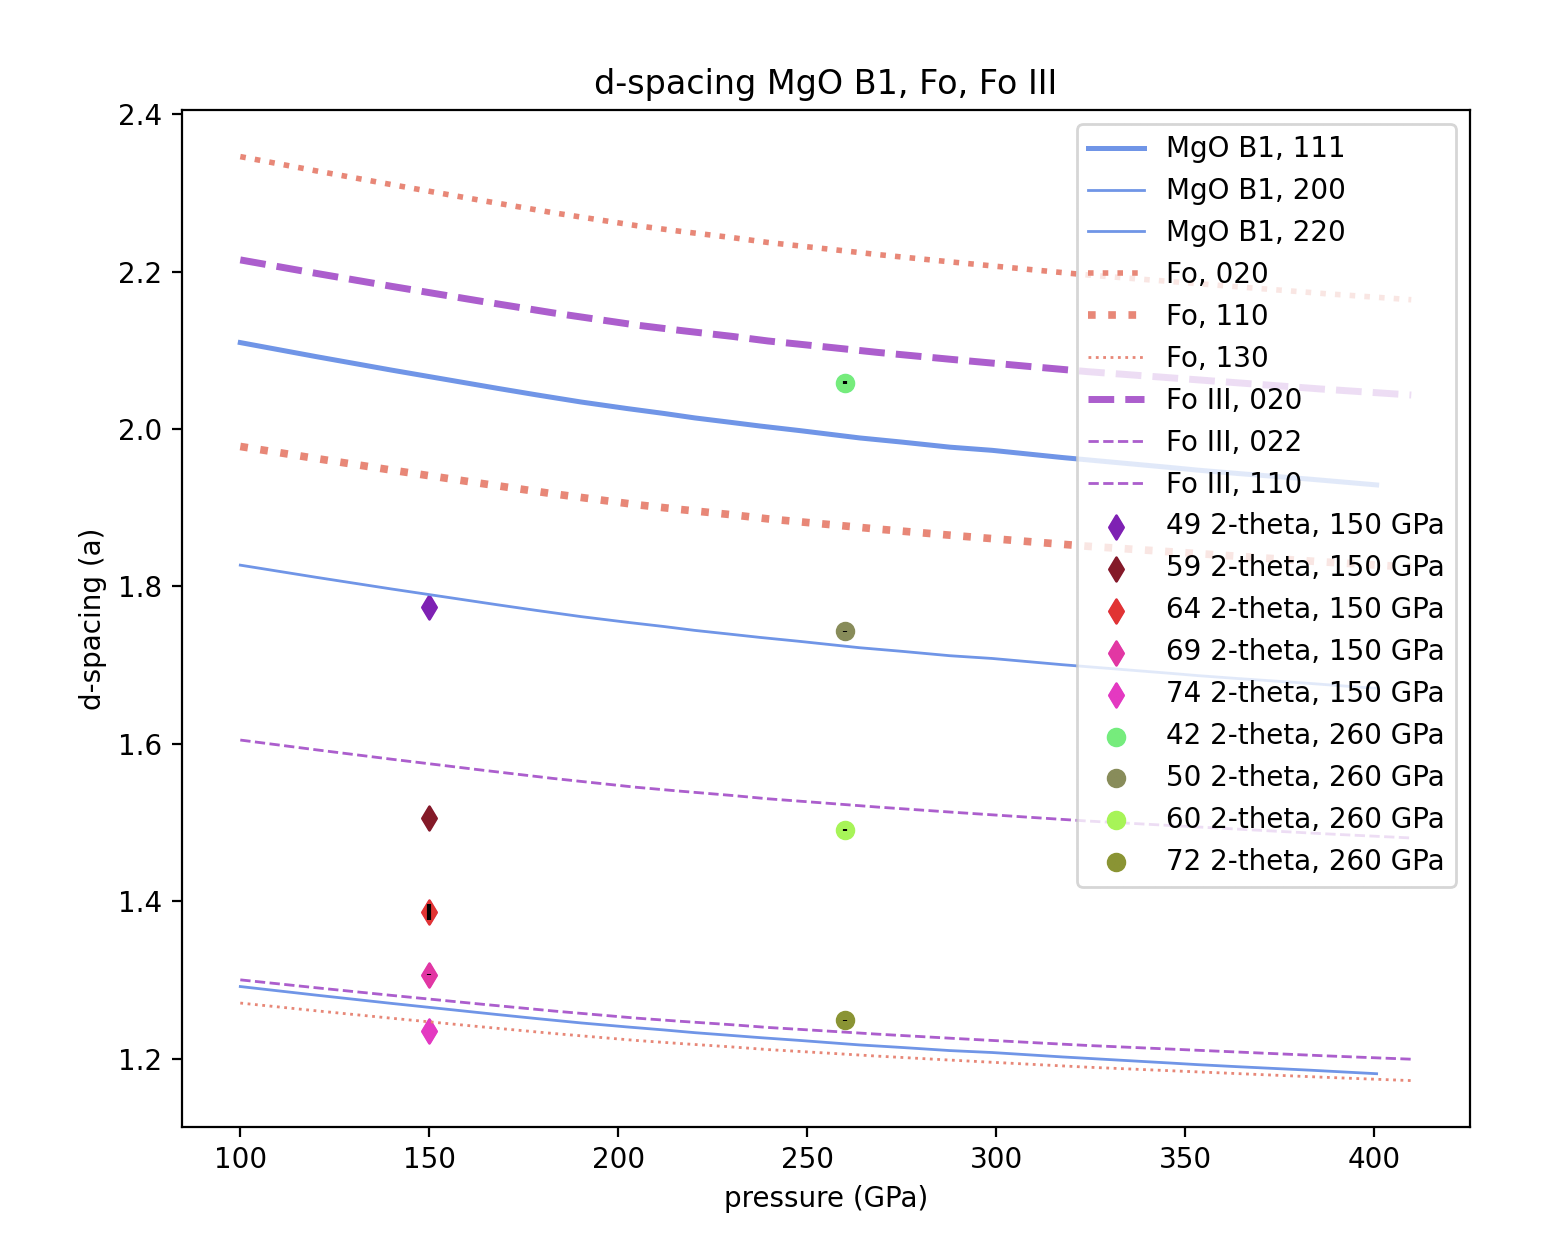 d-spacing MgO B1, Fo, Fo III
2.4
2.2
2.0
1.8
1.6
1.4
1.2
d-spacing (a)
MgO B1, 111
MgO B1, 200
MgO B1, 220
Fo, 020
Fo, 110
Fo, 130
Fo III, 020
Fo III, 022
Fo III, 110
49 2-theta, 150 GPa
59 2-theta, 150 GPa
64 2-theta, 150 GPa
69 2-theta, 150 GPa
74 2-theta, 150 GPa
42 2-theta, 260 GPa
50 2-theta, 260 GPa
60 2-theta, 260 GPa
72 2-theta, 260 GPa
100 150 200 250 300 350 400
pressure (GPa)